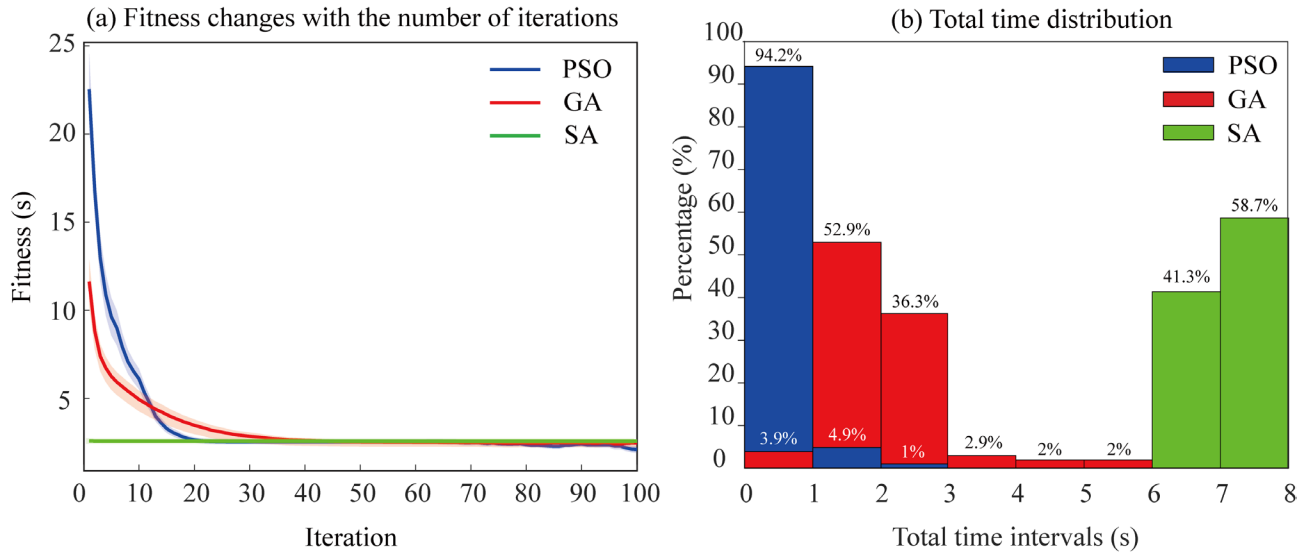 (a) Fitness changes with the number of iterations
25
20
15
10
5
Fitness (s)
PSO
GA
SA
0 10 20 30 40 50 60 70 80 90 100
Iteration
(b) Total time distribution
100
90
80
70
60
50
40
30
20
10
0
Percentage (%)
PSO
GA
SA
94.2%
52.9%
36.3%
58.7%
41.3%
3.9%
4.9%
1%
2.9%
2%
2%
0 1 2 3 4 5 6 7 8
Total time intervals (s)